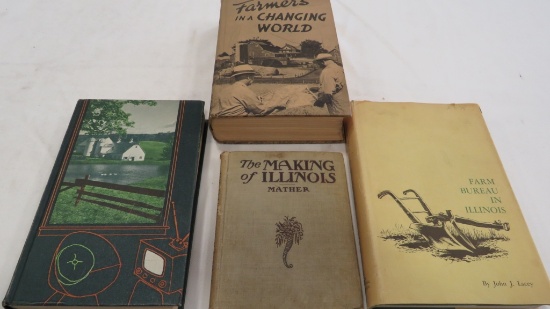 Farmers
IN A CHANGING
WORLD
The MAKING
of ILLINOIS
MATHER
FARM
BUREAU IN
ILLINOIS
By John J. Lacey